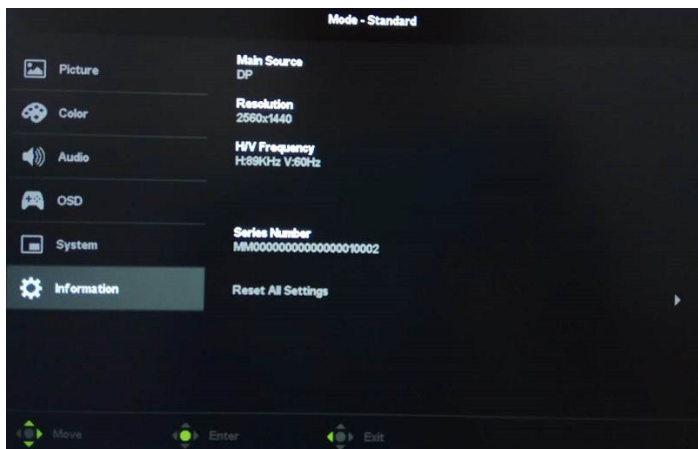 Mode - Standard
Picture
Color
Audio
OSD
System
Information
Main Source
DP
Resolution
2560x1440
H/V Frequency
H:89KHz V:60Hz
Series Number
MM00000000000000010002
Reset All Settings
Move
Enter
Exit